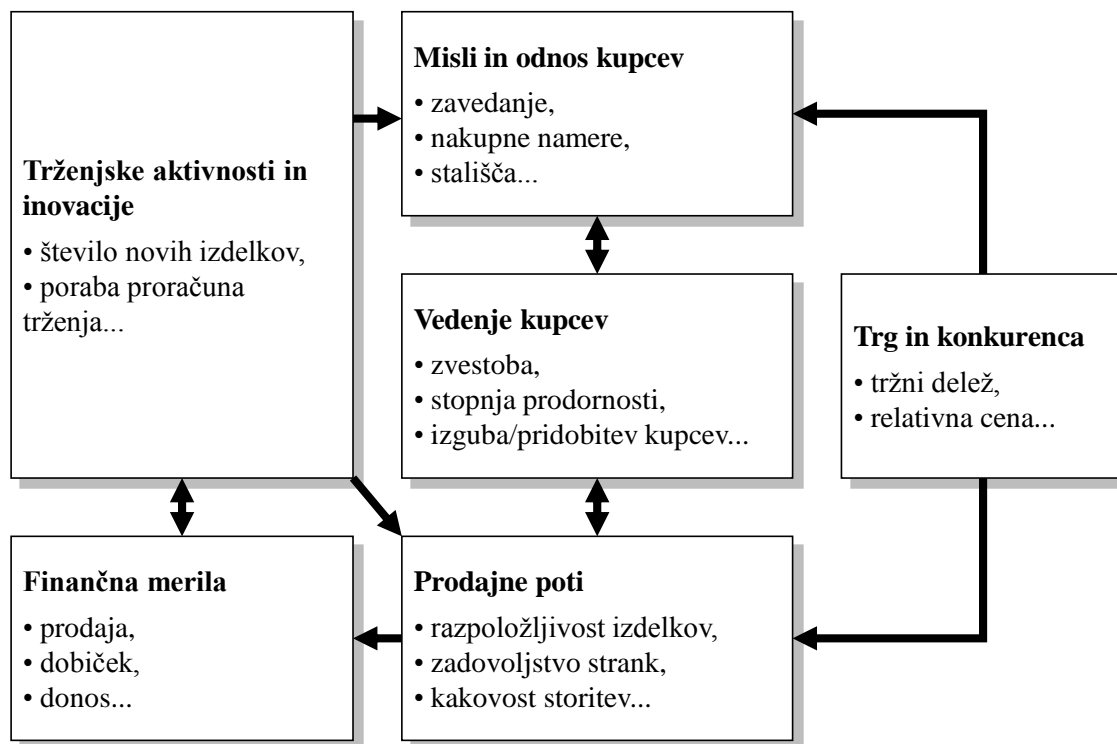 Trženjske aktivnosti in
inovacije
• število novih izdelkov,
• poraba proračuna
trženja...
Misli in odnos kupcev
• zavedanje,
• nakupne namere,
• stališča...
Vedenje kupcev
• zvestoba,
• stopnja prodornosti,
• izguba/pridobitev kupcev...
Trg in konkurenca
• tržni delež,
• relativna cena...
Finančna merila
• prodaja,
• dobiček,
• donos...
Prodajne poti
• razpoložljivost izdelkov,
• zadovoljstvo strank,
• kakovost storitev...